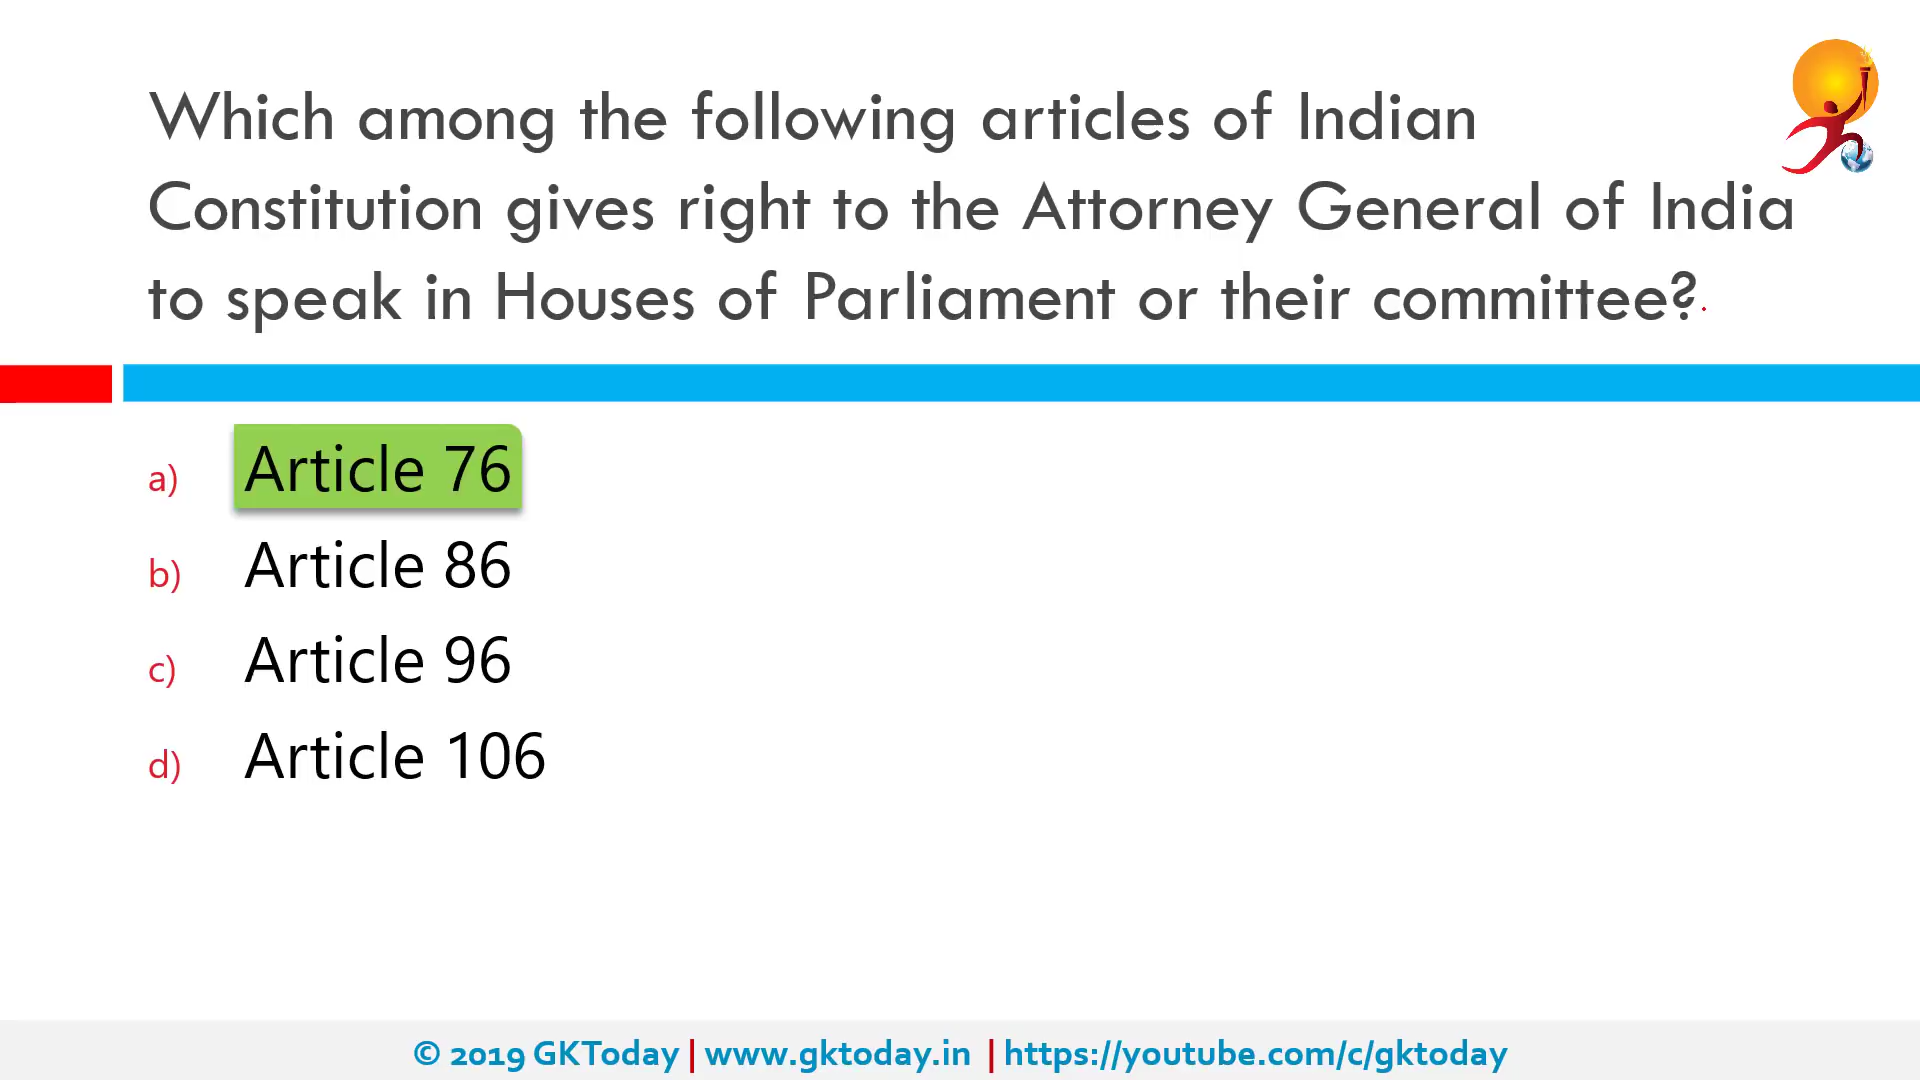 Which among the following articles of Indian
Constitution gives right to the Attorney General of India
to speak in Houses of Parliament or their committee?
a) Article 76
b) Article 86
c) Article 96
d) Article 106
© 2019 GKToday | www.gktoday.in | https://youtube.com/c/gktoday